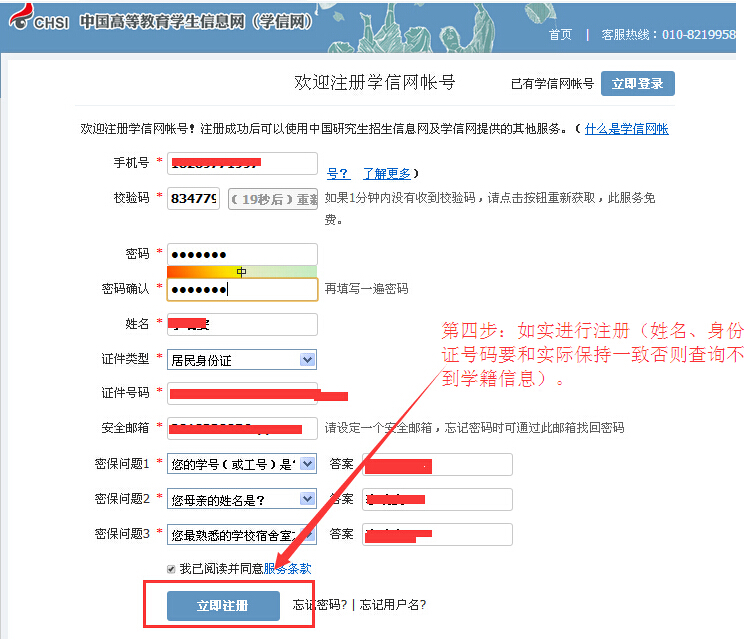 CHSI 中国高等教育学生信息网（学信网）
首页 | 客服热线：010-8219958
欢迎注册学信网帐号
已有学信网帐号 立即登录
欢迎注册学信网帐号！注册成功后可以使用中国研究生招生信息网及学信网提供的其他服务。（什么是学信网帐
号？ 了解更多）
手机号 *
校验码 * 834779 （19秒后）重新 如果1分钟内没有收到校验码，请点击按钮重新获取，此服务免
费。
密码 * ●●●●●●●
中
密码确认 * ●●●●●●● 再填写一遍密码
姓名 *
第四步：如实进行注册（姓名、身份
证号码要和实际保持一致否则查询不
到学籍信息）。
证件类型 * 居民身份证
证件号码 *
安全邮箱 * 请设定一个安全邮箱，忘记密码时可通过此邮箱找回密码
密保问题1 * 您的学号（或工号）是 答案
密保问题2 * 您母亲的姓名是？ 答案
密保问题3 * 您最熟悉的学校宿舍室 答案
我已阅读并同意服务条款
立即注册 忘记密码? | 忘记用户名?